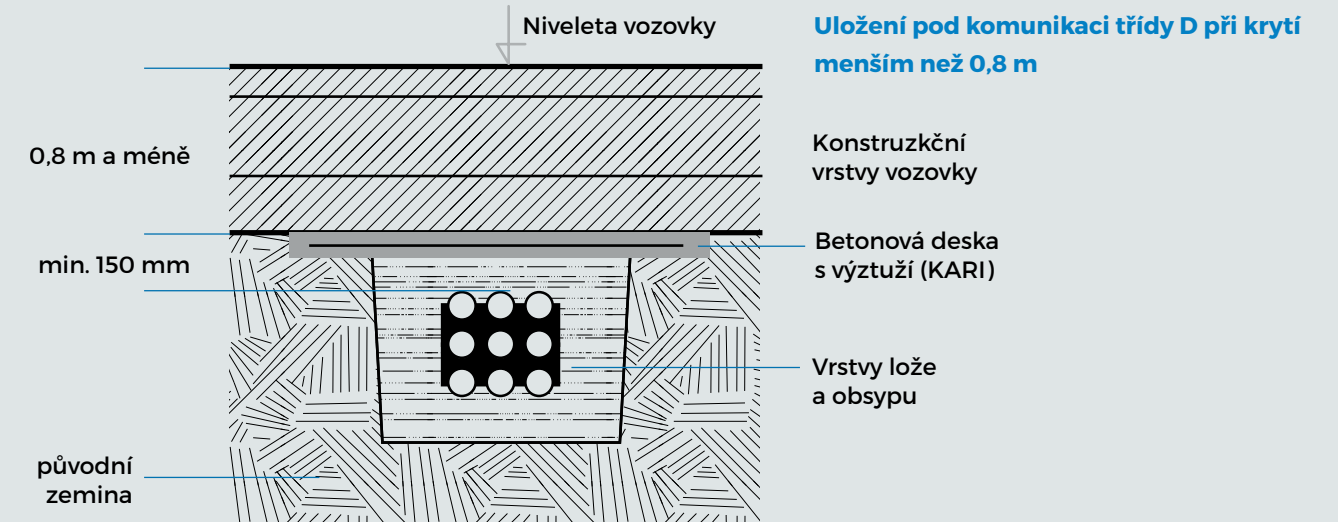 Niveleta vozovky
Uložení pod komunikaci třídy D při krytí
menším než 0,8 m
0,8 m a méně
Konstruzkční
vrstvy vozovky
min. 150 mm
Betonová deska
s výztuží (KARI)
Vrstvy lože
a obsypu
původní
zemina